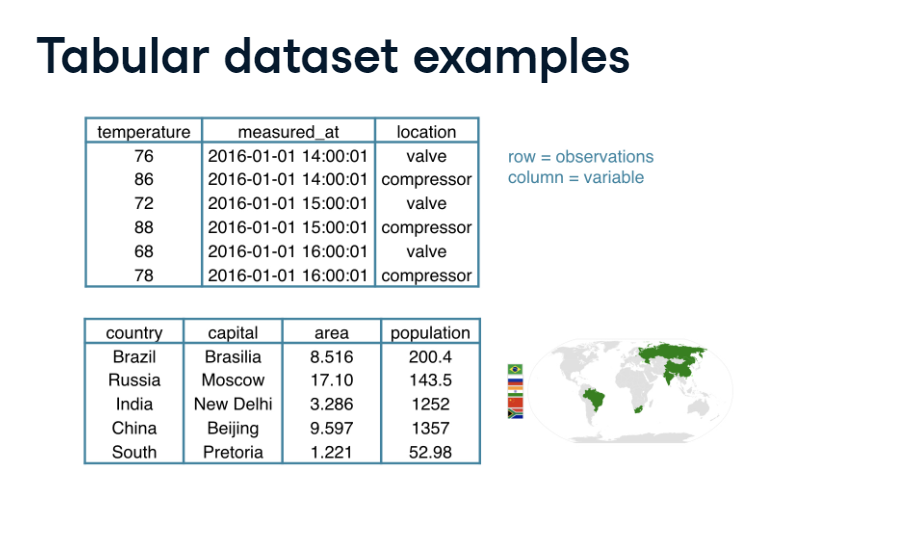 Tabular dataset examples
temperature measured_at location
76 2016-01-01 14:00:01 valve
86 2016-01-01 14:00:01 compressor
72 2016-01-01 15:00:01 valve
88 2016-01-01 15:00:01 compressor
68 2016-01-01 16:00:01 valve
78 2016-01-01 16:00:01 compressor
row = observations
column = variable
country capital area population
Brazil Brasilia 8.516 200.4
Russia Moscow 17.10 143.5
India New Delhi 3.286 1252
China Beijing 9.597 1357
South Pretoria 1.221 52.98